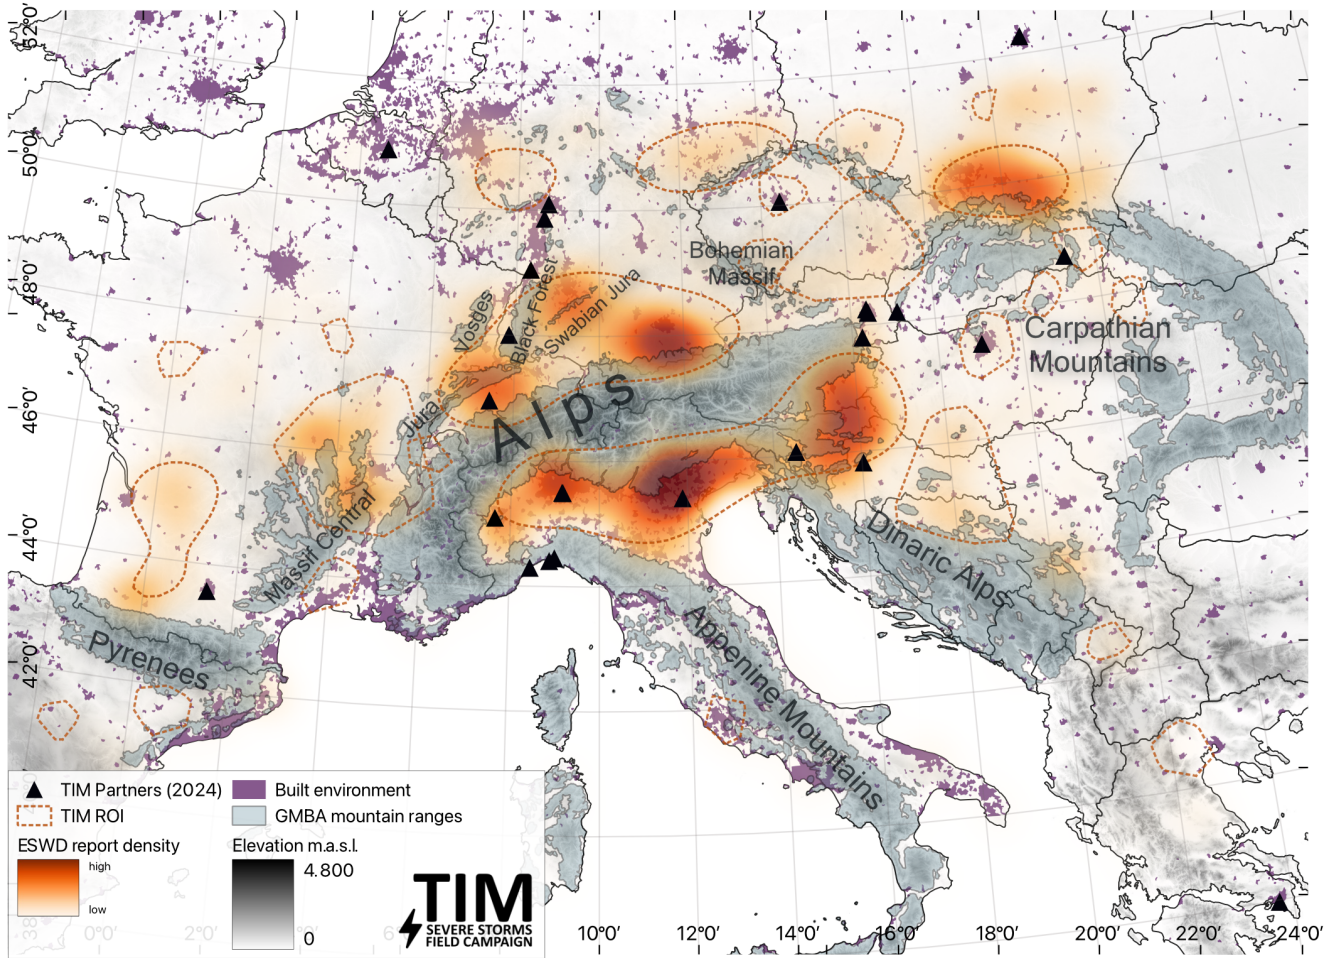 52°0'
50°0'
48°0'
46°0'
44°0'
42°0'
Bohemian
Massif
Vosges
Black Forest
Swabian Jura
Carpathian
Mountains
Alps
Jura
Massif Central
Dinaric Alps
Pyrenees
Appenine Mountains
TIM Partners (2024)
Built environment
TIM ROI
GMBA mountain ranges
ESWD report density
high
low
Elevation m.a.s.l.
4.800
0
TIM
SEVERE STORMS
FIELD CAMPAIGN
0°0'
2°0'
10°0'
12°0'
14°0'
16°0'
18°0'
20°0'
22°0'
24°0'